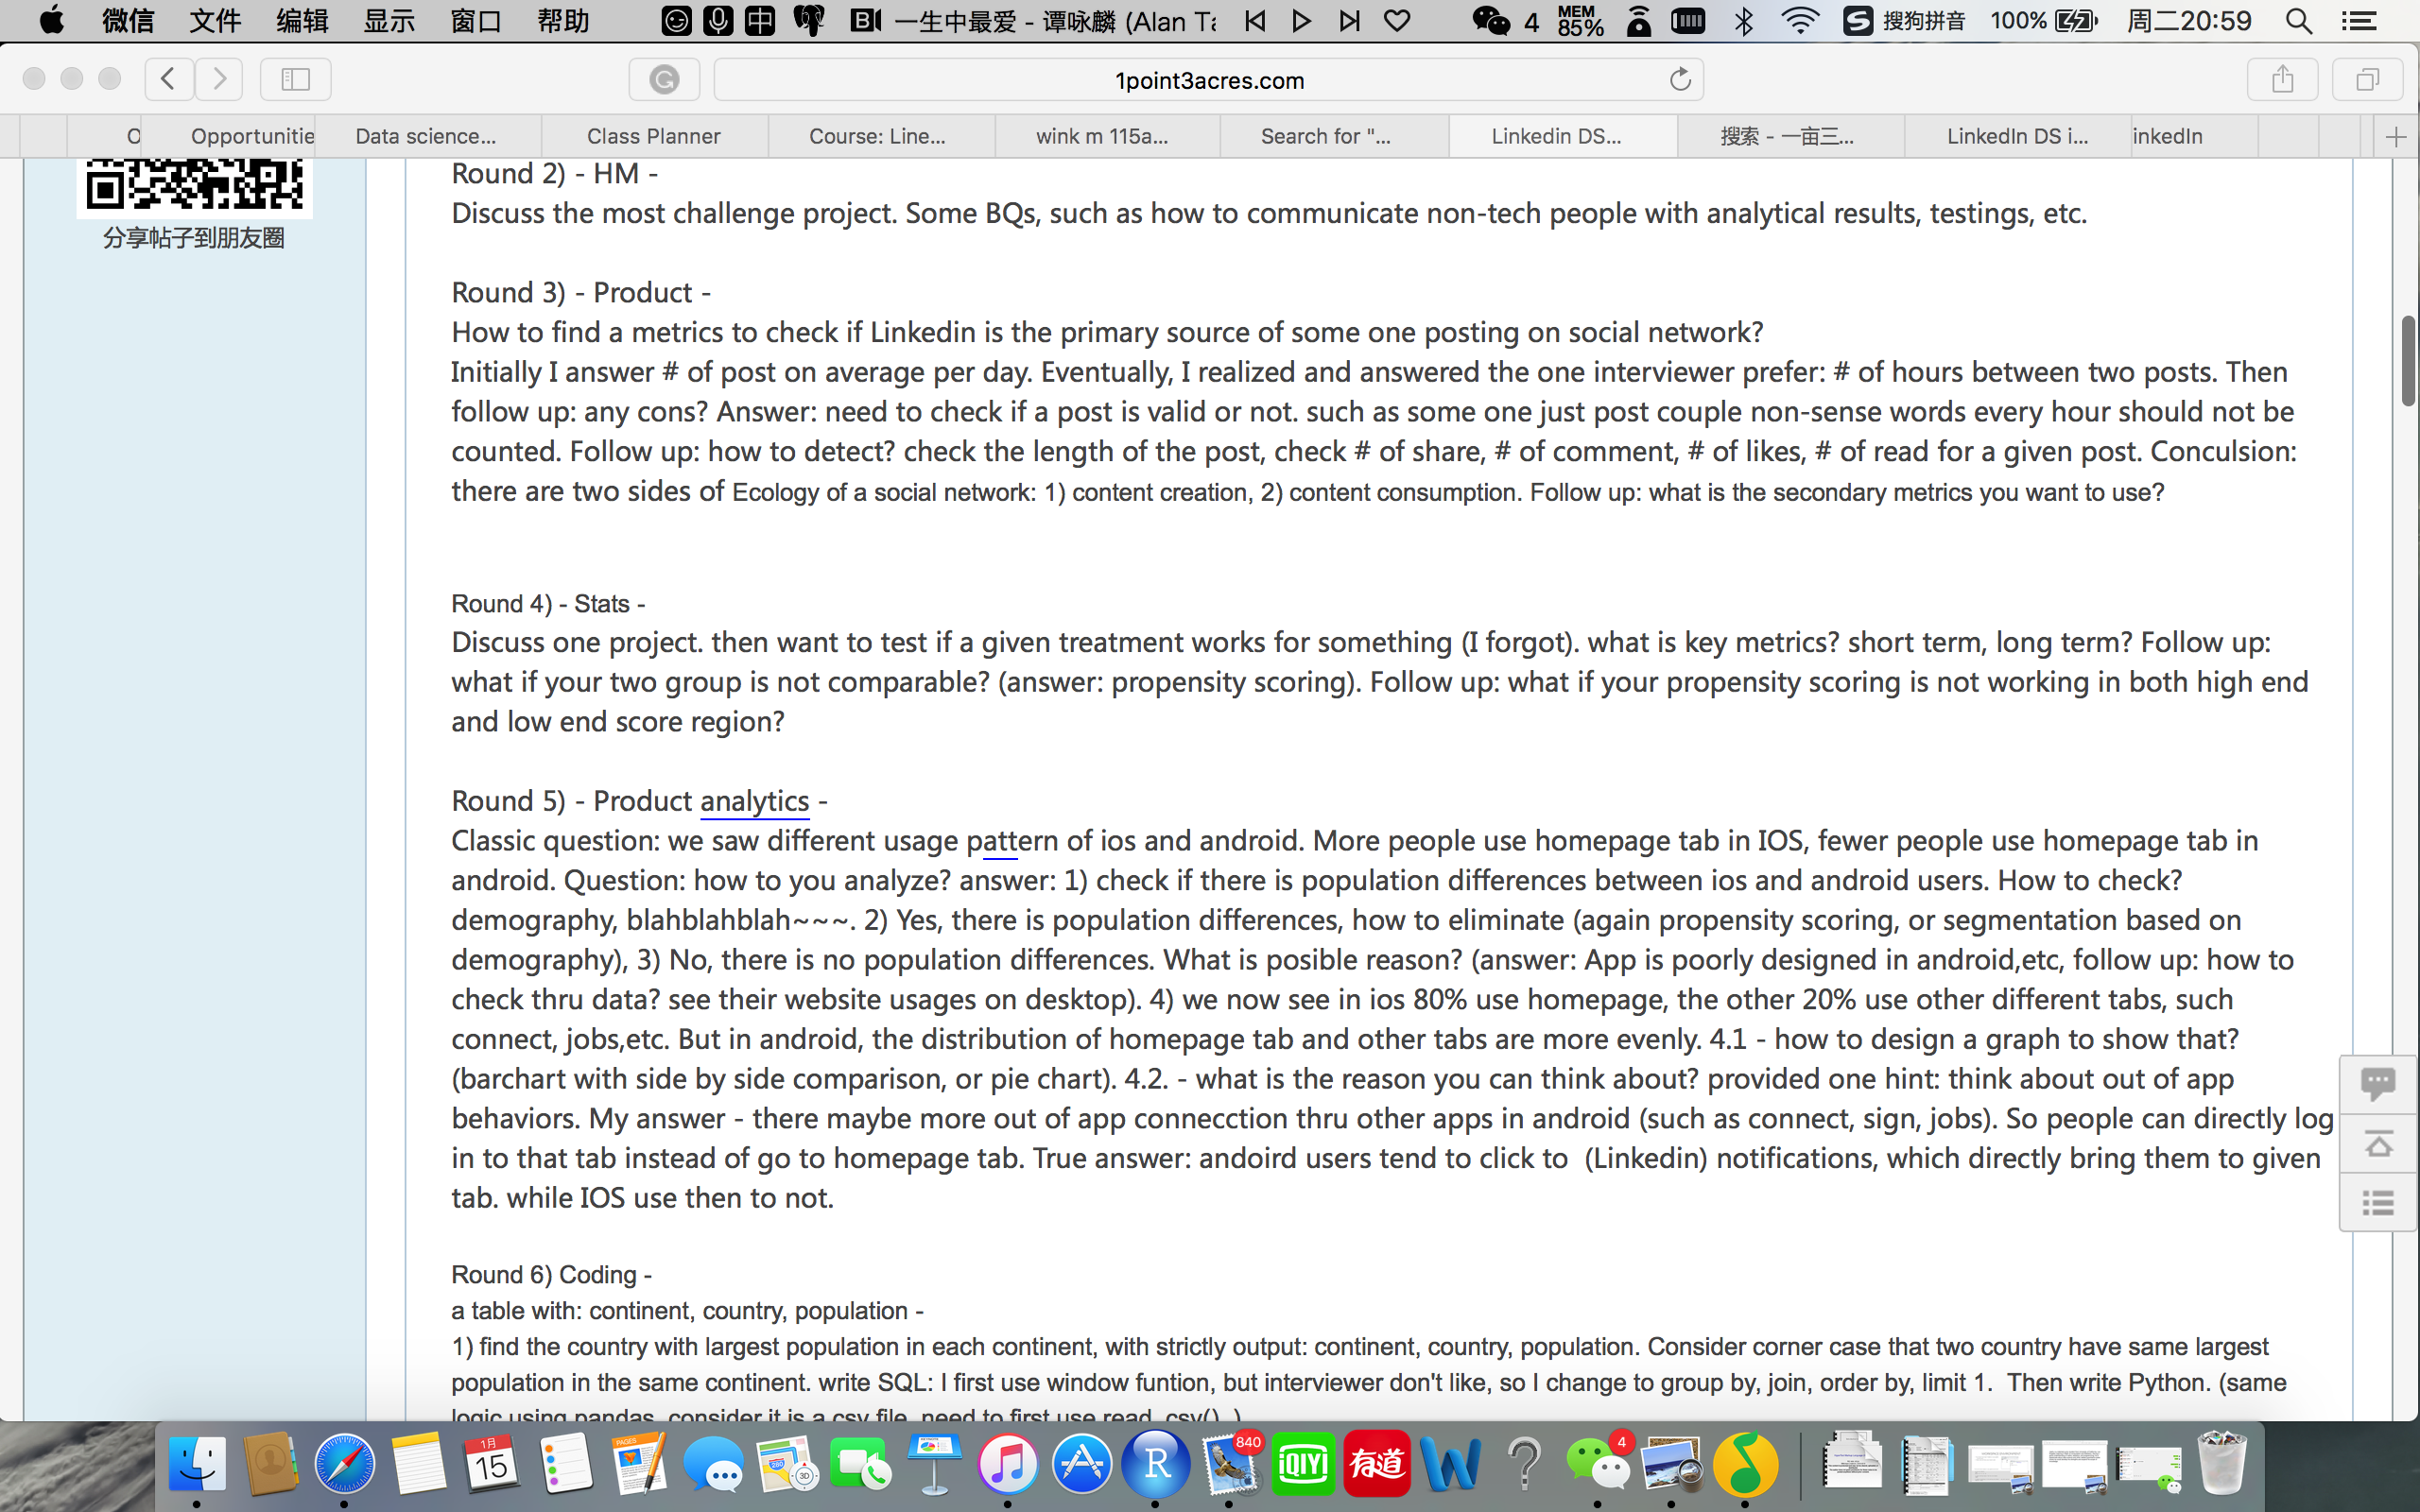 微信 文件 编辑 显示 窗口 帮助 中 B 一生中最爱 - 谭咏麟 (Alan Ta 4 MEM 85% S 搜狗拼音 100% 周二20:59
1point3acres.com
Opportunitie Data science... Class Planner Course: Line... wink m 115a... Search for "... Linkedin DS... 搜索 - 一亩三... LinkedIn DS i... inkedIn
分享帖子到朋友圈
Round 2) - HM -
Discuss the most challenge project. Some BQs, such as how to communicate non-tech people with analytical results, testings, etc.
Round 3) - Product -
How to find a metrics to check if Linkedin is the primary source of some one posting on social network?
Initially I answer # of post on average per day. Eventually, I realized and answered the one interviewer prefer: # of hours between two posts. Then
follow up: any cons? Answer: need to check if a post is valid or not. such as some one just post couple non-sense words every hour should not be
counted. Follow up: how to detect? check the length of the post, check # of share, # of comment, # of likes, # of read for a given post. Conculsion:
there are two sides of Ecology of a social network: 1) content creation, 2) content consumption. Follow up: what is the secondary metrics you want to use?
Round 4) - Stats -
Discuss one project. then want to test if a given treatment works for something (I forgot). what is key metrics? short term, long term? Follow up:
what if your two group is not comparable? (answer: propensity scoring). Follow up: what if your propensity scoring is not working in both high end
and low end score region?
Round 5) - Product analytics -
Classic question: we saw different usage pattern of ios and android. More people use homepage tab in IOS, fewer people use homepage tab in
android. Question: how to you analyze? answer: 1) check if there is population differences between ios and android users. How to check?
demography, blahblahblah~~~. 2) Yes, there is population differences, how to eliminate (again propensity scoring, or segmentation based on
demography), 3) No, there is no population differences. What is posible reason? (answer: App is poorly designed in android,etc, follow up: how to
check thru data? see their website usages on desktop). 4) we now see in ios 80% use homepage, the other 20% use other different tabs, such
connect, jobs,etc. But in android, the distribution of homepage tab and other tabs are more evenly. 4.1 - how to design a graph to show that?
(barchart with side by side comparison, or pie chart). 4.2. - what is the reason you can think about? provided one hint: think about out of app
behaviors. My answer - there maybe more out of app connecction thru other apps in android (such as connect, sign, jobs). So people can directly log
in to that tab instead of go to homepage tab. True answer: andoird users tend to click to (Linkedin) notifications, which directly bring them to given
tab. while IOS use then to not.
Round 6) Coding -
a table with: continent, country, population -
1) find the country with largest population in each continent, with strictly output: continent, country, population. Consider corner case that two country have same largest
population in the same continent. write SQL: I first use window funtion, but interviewer don't like, so I change to group by, join, order by, limit 1. Then write Python. (same
logic using pandas, consider it is a csv file, need to first use read_csv() )
1月 15 PAGES 280 3D R 840 iQIYI 有道 W ? 4